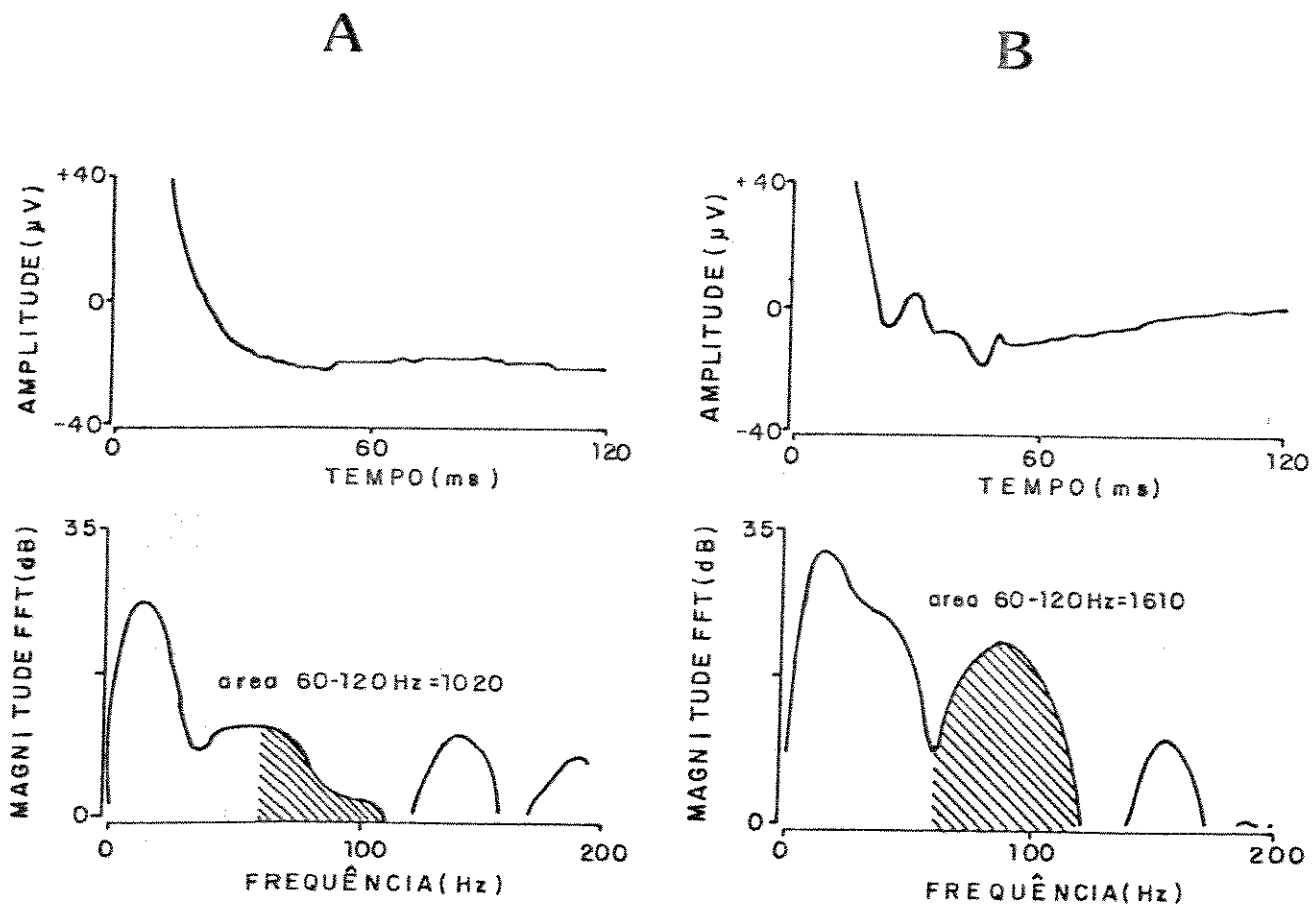 A
B
AMPLITUDE(µV)
+40
0
-40
0
60
120
TEMPO(ms)
AMPLITUDE(µV)
+40
0
-40
0
60
120
TEMPO(ms)
MAGNITUDE FFT(dB)
35
0
area 60-120Hz=1020
0
100
200
FREQUÊNCIA(Hz)
MAGNITUDE FFT(dB)
35
0
area 60-120Hz=1610
0
100
200
FREQUÊNCIA(Hz)